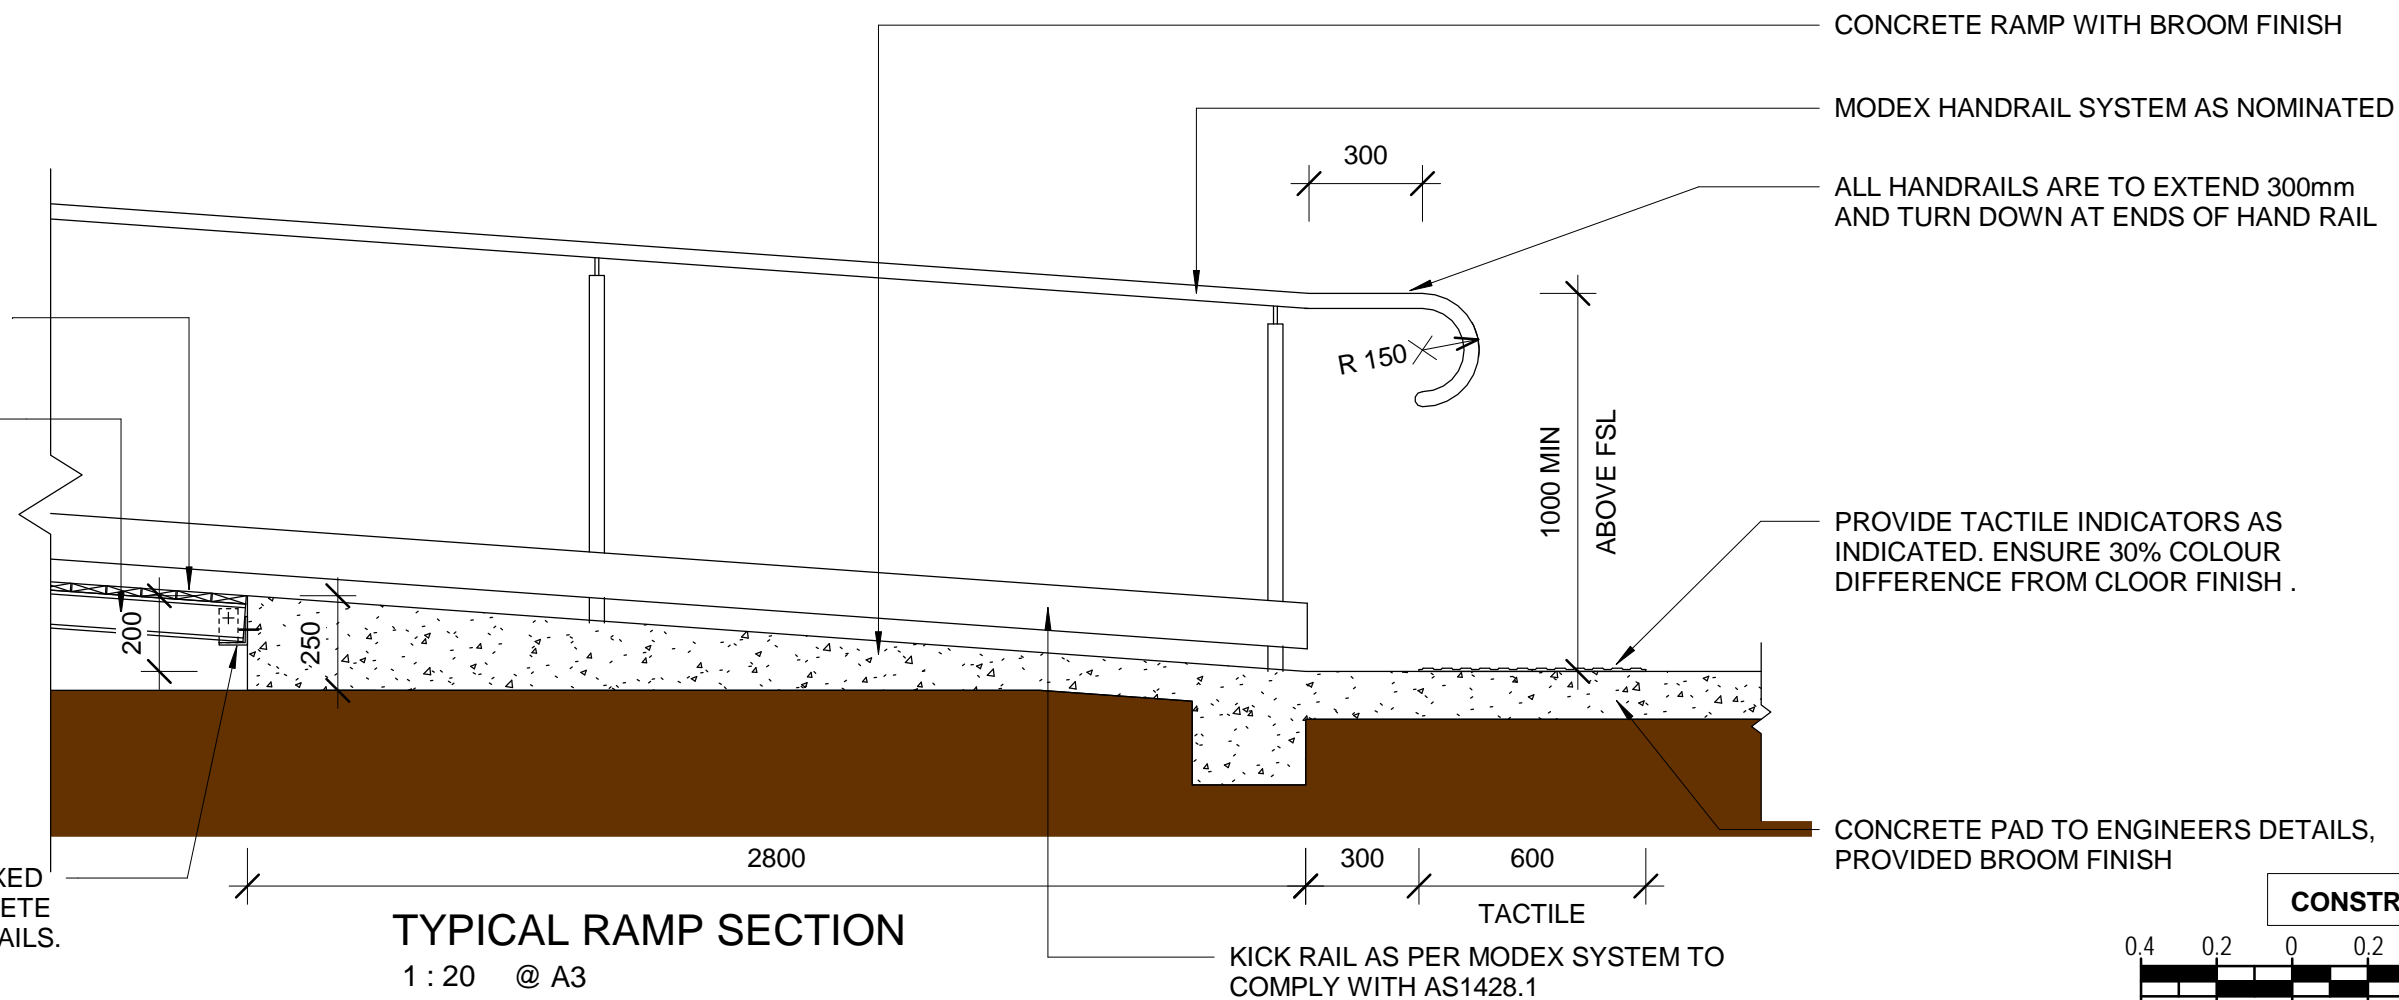 CONCRETE RAMP WITH BROOM FINISH
MODEX HANDRAIL SYSTEM AS NOMINATED
300
ALL HANDRAILS ARE TO EXTEND 300mm
AND TURN DOWN AT ENDS OF HAND RAIL
R 150
1000 MIN
ABOVE FSL
PROVIDE TACTILE INDICATORS AS
INDICATED. ENSURE 30% COLOUR
DIFFERENCE FROM CLOOR FINISH .
200
250
CONCRETE PAD TO ENGINEERS DETAILS,
PROVIDED BROOM FINISH
2800
300
600
TACTILE
XED
ETE
AILS.
TYPICAL RAMP SECTION
1 : 20 @ A3
KICK RAIL AS PER MODEX SYSTEM TO
COMPLY WITH AS1428.1
CONSTR
0.4 0.2 0 0.2